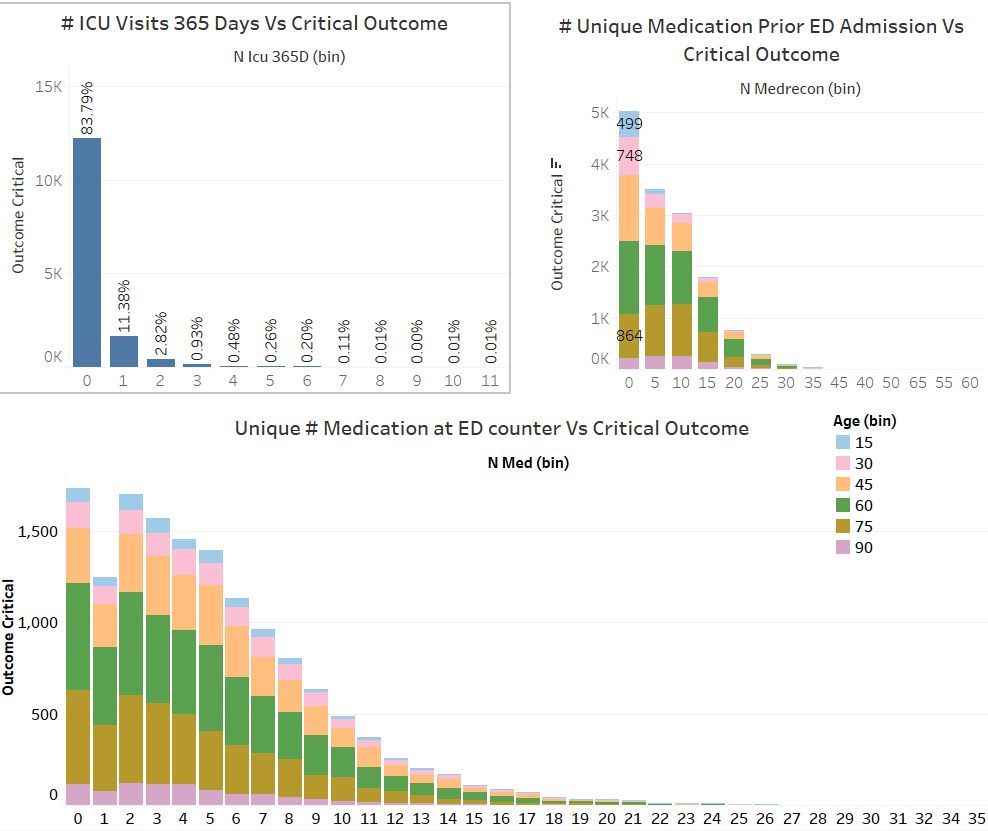 # ICU Visits 365 Days Vs Critical Outcome
N Icu 365D (bin)
15K
10K
5K
0K
Outcome Critical
83.79%
11.38%
2.82%
0.93%
0.48%
0.26%
0.20%
0.11%
0.01%
0.00%
0.01%
0.01%
0 1 2 3 4 5 6 7 8 9 10 11
# Unique Medication Prior ED Admission Vs
Critical Outcome
N Medrecon (bin)
5K
4K
3K
2K
1K
0K
Outcome Critical
499
748
864
0 5 10 15 20 25 30 35 45 40 50 65 55 60
Unique # Medication at ED counter Vs Critical Outcome
N Med (bin)
1,500
1,000
500
0
Outcome Critical
0 1 2 3 4 5 6 7 8 9 10 11 12 13 14 15 16 17 18 19 20 21 22 23 24 25 26 27 28 29 30 31 32 34 35
Age (bin)
15
30
45
60
75
90